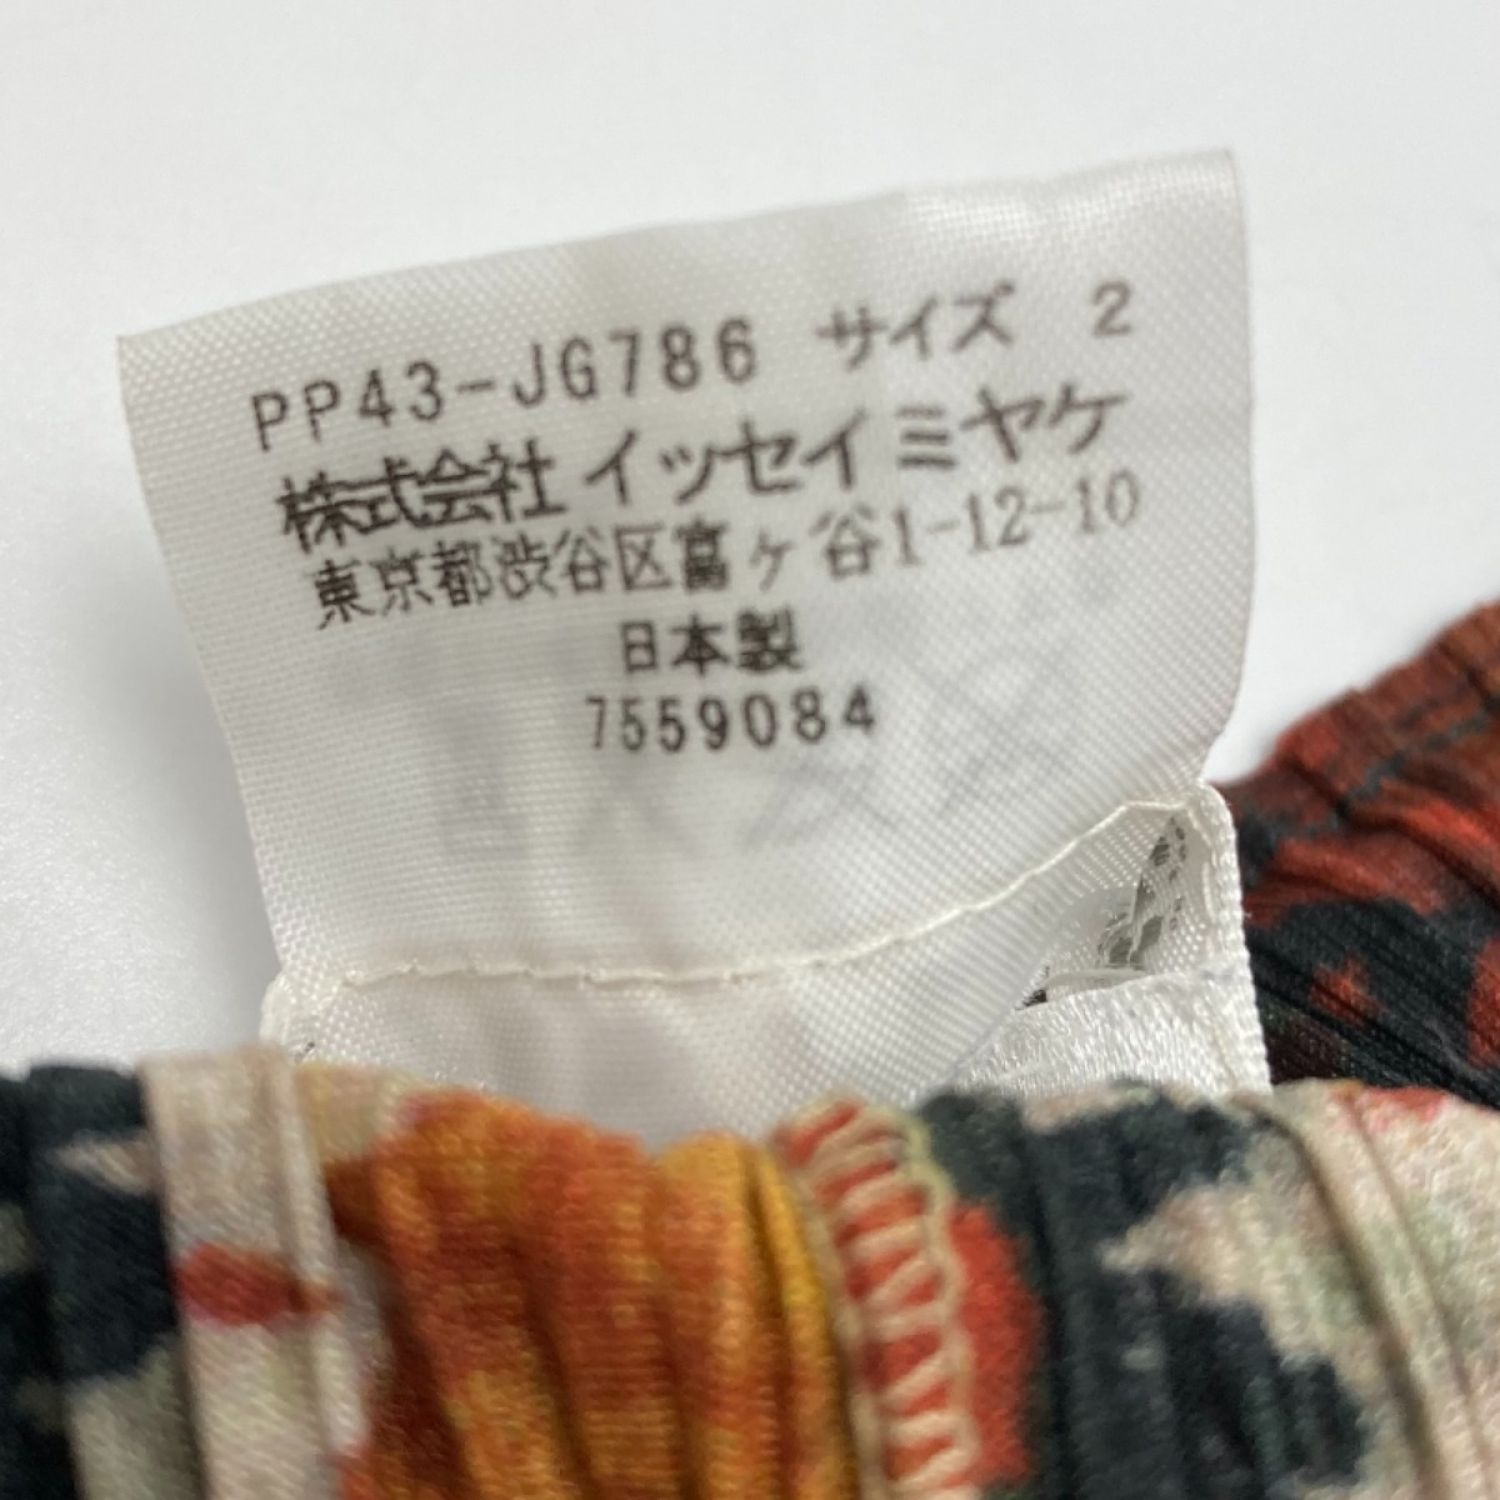 PP43-JG786 サイズ 2
株式会社 イッセイミヤケ
東京都渋谷区富ヶ谷1-12-10
日本製
7559084